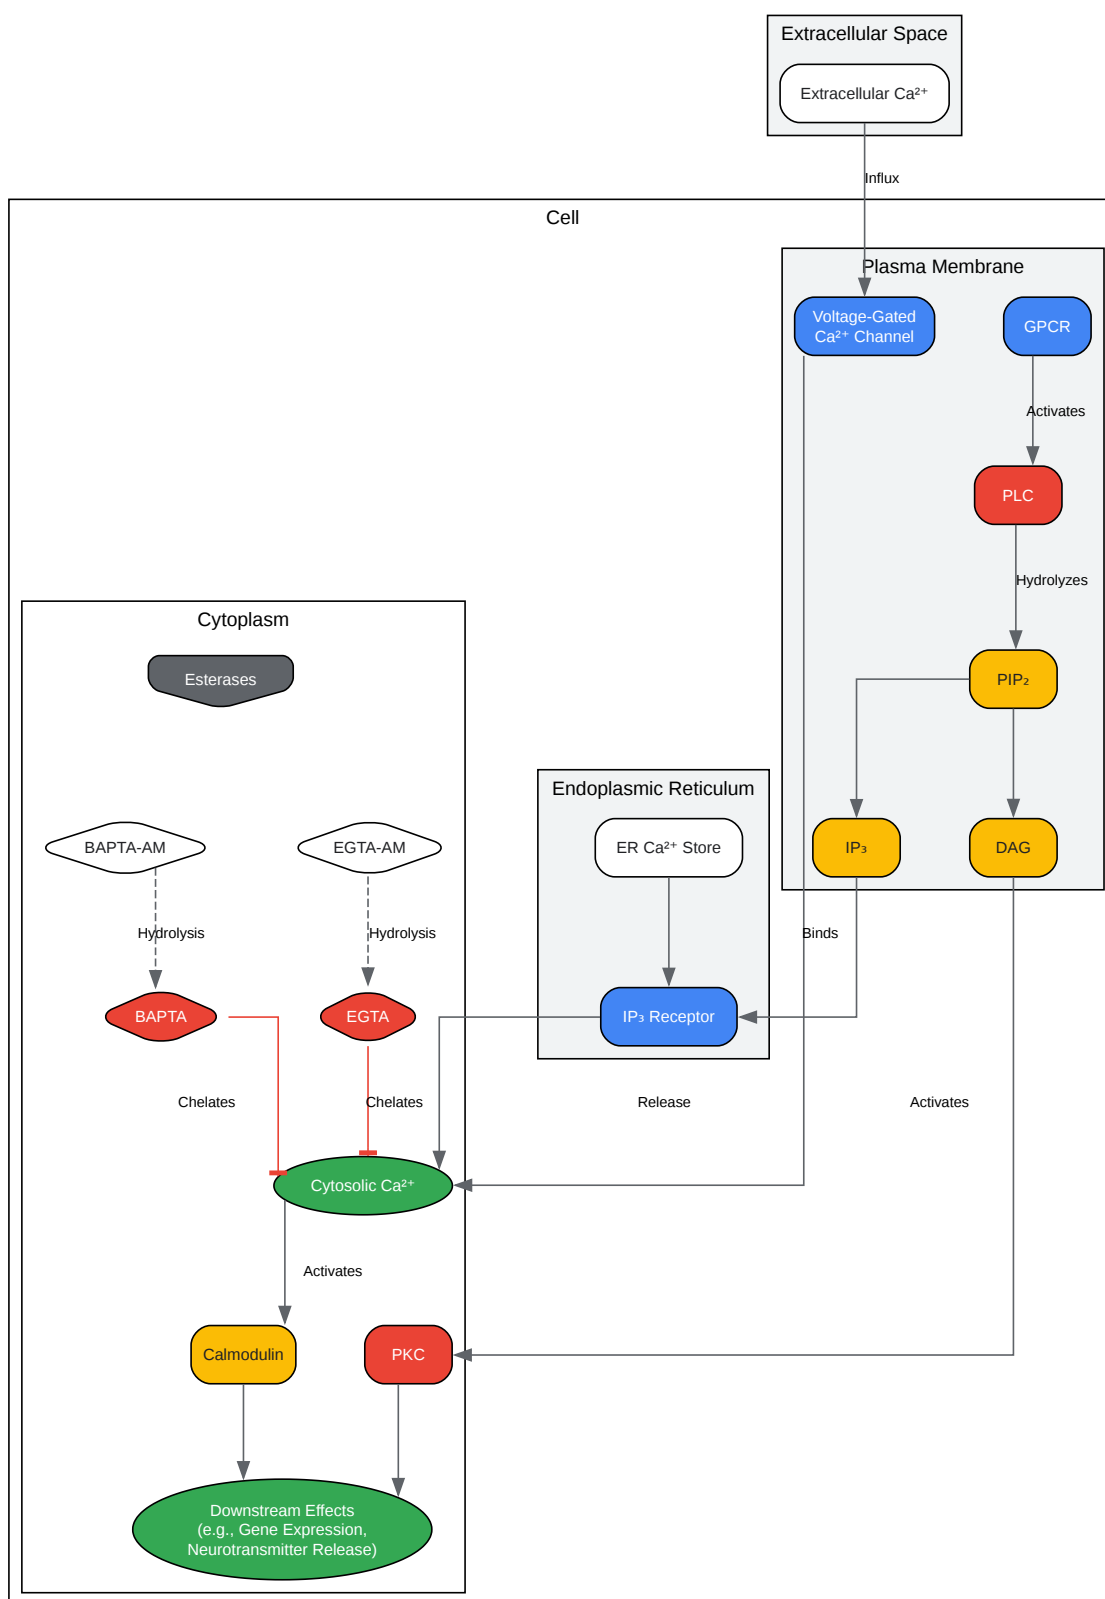 Extracellular Space
Extracellular Ca²⁺
Influx
Cell
Plasma Membrane
Voltage-Gated
Ca²⁺ Channel
GPCR
Activates
PLC
Hydrolyzes
Cytoplasm
Esterases
PIP₂
Endoplasmic Reticulum
BAPTA-AM
EGTA-AM
ER Ca²⁺ Store
IP₃
DAG
Hydrolysis
Hydrolysis
Binds
BAPTA
EGTA
IP₃ Receptor
Chelates
Chelates
Release
Activates
Cytosolic Ca²⁺
Activates
Calmodulin
PKC
Downstream Effects
(e.g., Gene Expression,
Neurotransmitter Release)